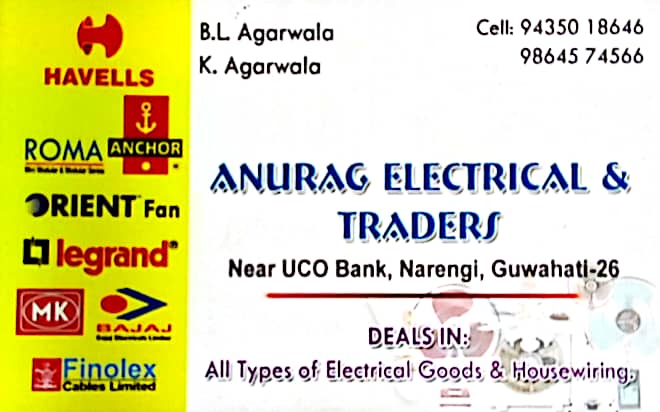 HAVELLS
ROMA
ANCHOR
ORIENT Fan
legrand®
MK
BAJAJ
Finolex
Cables Limited
B.L. Agarwala
K. Agarwala
Cell: 94350 18646
98645 74566
ANURAG ELECTRICAL &
TRADERS
Near UCO Bank, Narengi, Guwahati-26
DEALS IN:
All Types of Electrical Goods & Housewiring.